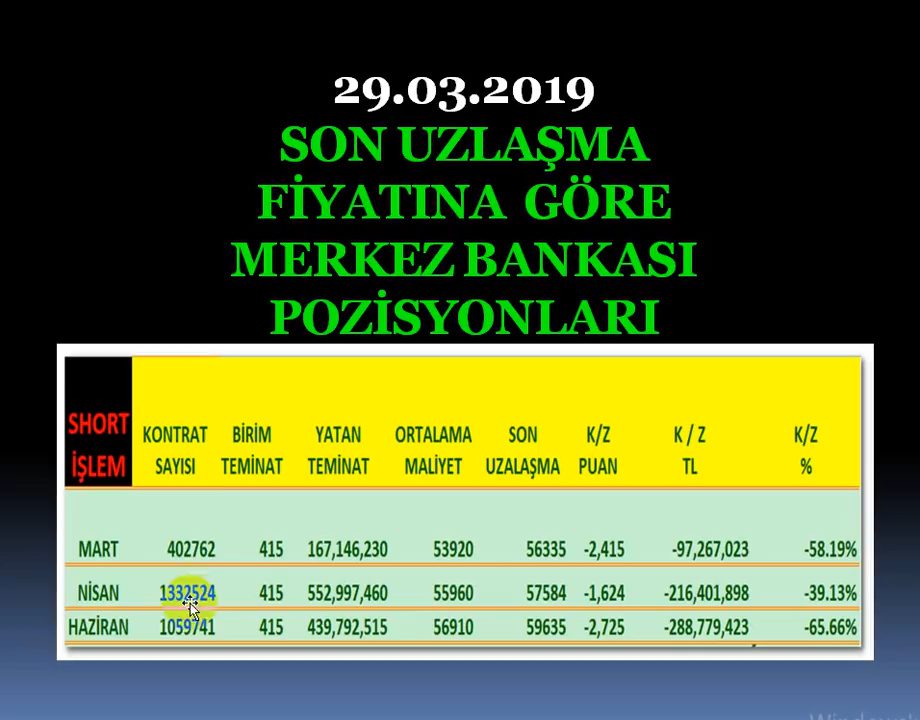 29.03.2019
SON UZLAŞMA
FİYATINA GÖRE
MERKEZ BANKASI
POZİSYONLARI
SHORT İŞLEM KONTRAT SAYISI BİRİM TEMİNAT YATAN TEMİNAT ORTALAMA MALİYET SON UZALAŞMA K/Z PUAN K / Z TL K/Z %
MART 402762 415 167,146,230 53920 56335 -2,415 -97,267,023 -58.19%
NİSAN 1332524 415 552,997,460 55960 57584 -1,624 -216,401,898 -39.13%
HAZİRAN 1059741 415 439,792,515 56910 59635 -2,725 -288,779,423 -65.66%